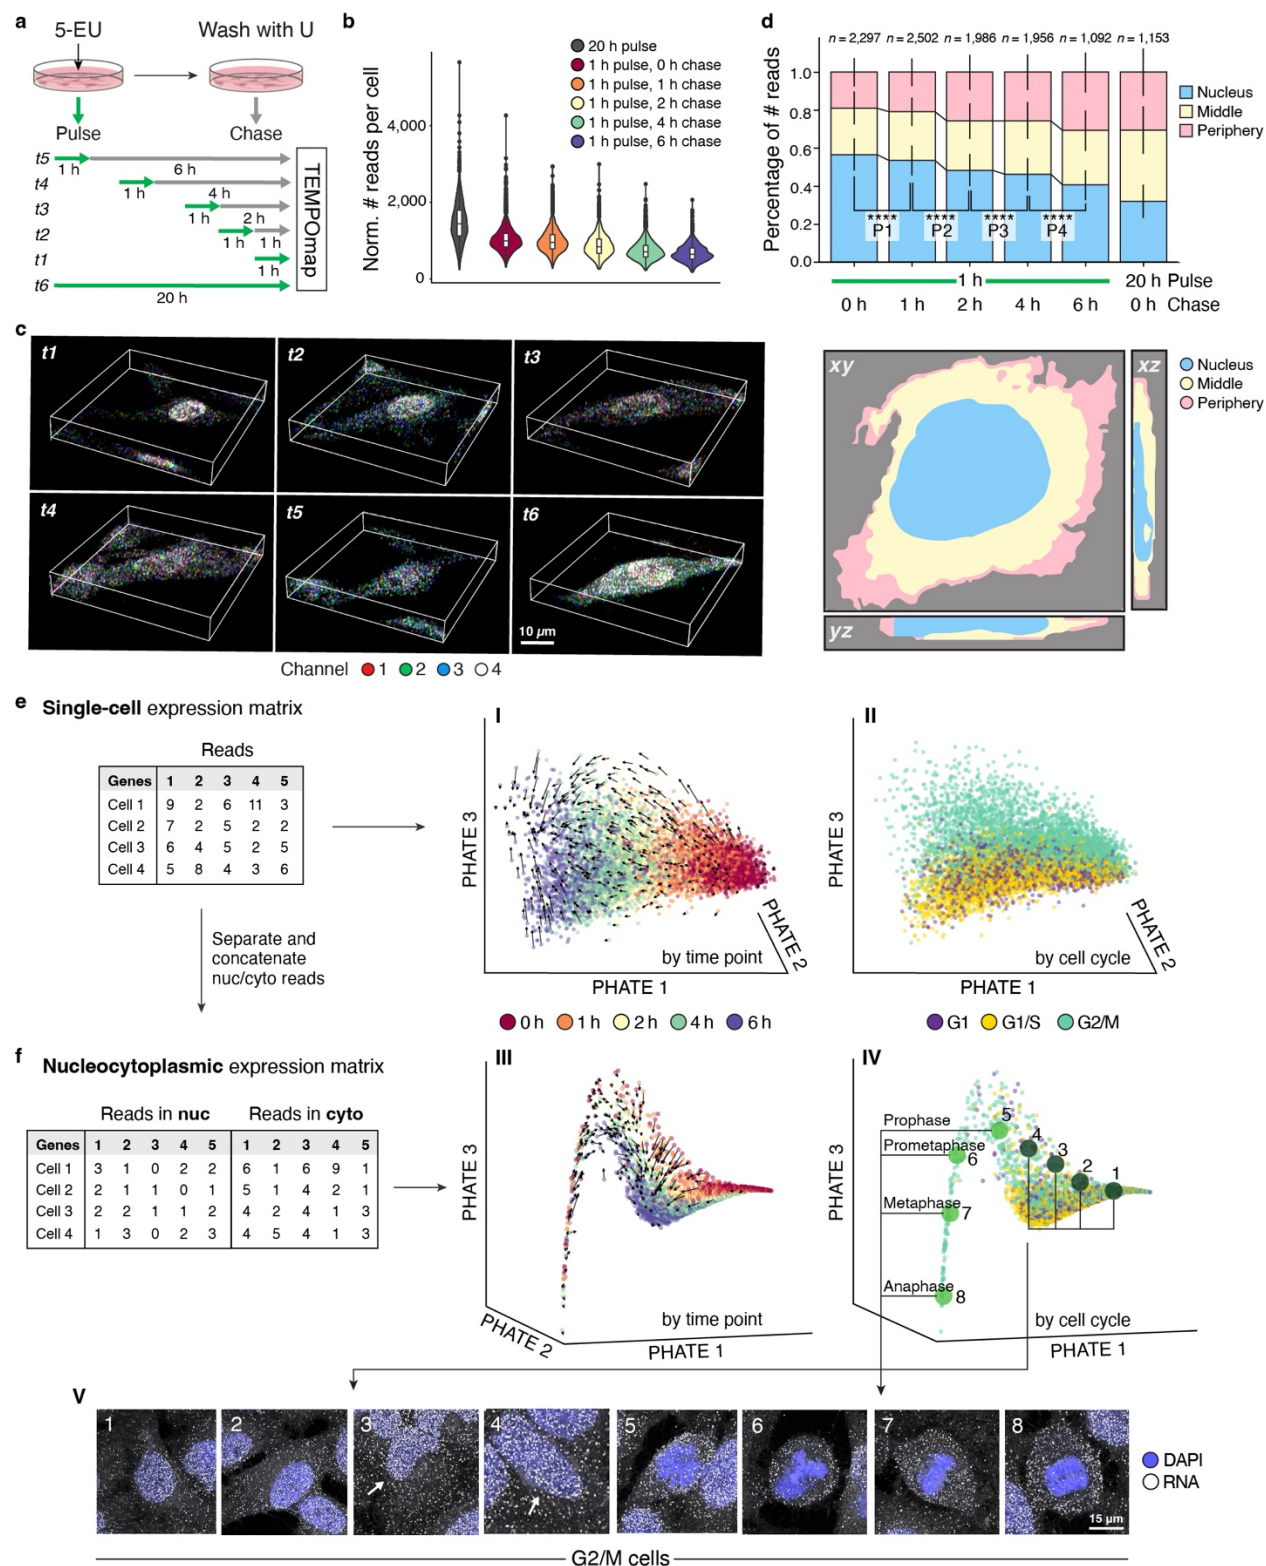 a
5-EU
Wash with U
Pulse
Chase
t5
1 h
6 h
t4
1 h
4 h
t3
1 h
2 h
t2
1 h
1 h
t1
1 h
t6
20 h
TEMPOmap
b
Norm. # reads per cell
4,000
2,000
0
20 h pulse
1 h pulse, 0 h chase
1 h pulse, 1 h chase
1 h pulse, 2 h chase
1 h pulse, 4 h chase
1 h pulse, 6 h chase
d
n = 2,297 n = 2,502 n = 1,986 n = 1,956 n = 1,092 n = 1,153
Percentage of # reads
1.0
0.8
0.6
0.4
0.2
0.0
**** **** **** ****
P1 P2 P3 P4
Nucleus
Middle
Periphery
1 h 20 h Pulse
0 h 1 h 2 h 4 h 6 h 0 h Chase
c
t1 t2 t3
t4 t5 t6
10 µm
Channel 1 2 3 4
xy
xz
yz
Nucleus
Middle
Periphery
e
Single-cell expression matrix
Reads
Genes 1 2 3 4 5
Cell 1 9 2 6 11 3
Cell 2 7 2 5 2 2
Cell 3 6 4 5 2 5
Cell 4 5 8 4 3 6
Separate and
concatenate
nuc/cyto reads
I
PHATE 3
PHATE 2
by time point
PHATE 1
0 h 1 h 2 h 4 h 6 h
II
PHATE 3
PHATE 2
by cell cycle
PHATE 1
G1 G1/S G2/M
f
Nucleocytoplasmic expression matrix
Reads in nuc Reads in cyto
Genes 1 2 3 4 5 1 2 3 4 5
Cell 1 3 1 0 2 2 6 1 6 9 1
Cell 2 2 1 1 0 1 5 1 4 2 1
Cell 3 2 2 1 1 2 4 2 4 1 3
Cell 4 1 3 0 2 3 4 5 4 1 3
III
PHATE 3
PHATE 2
by time point
PHATE 1
IV
PHATE 3
Prophase
Prometaphase
Metaphase
Anaphase
5
4
3
2
1
6
7
8
by cell cycle
PHATE 1
V
1 2 3 4 5 6 7 8
15 µm
DAPI
RNA
G2/M cells